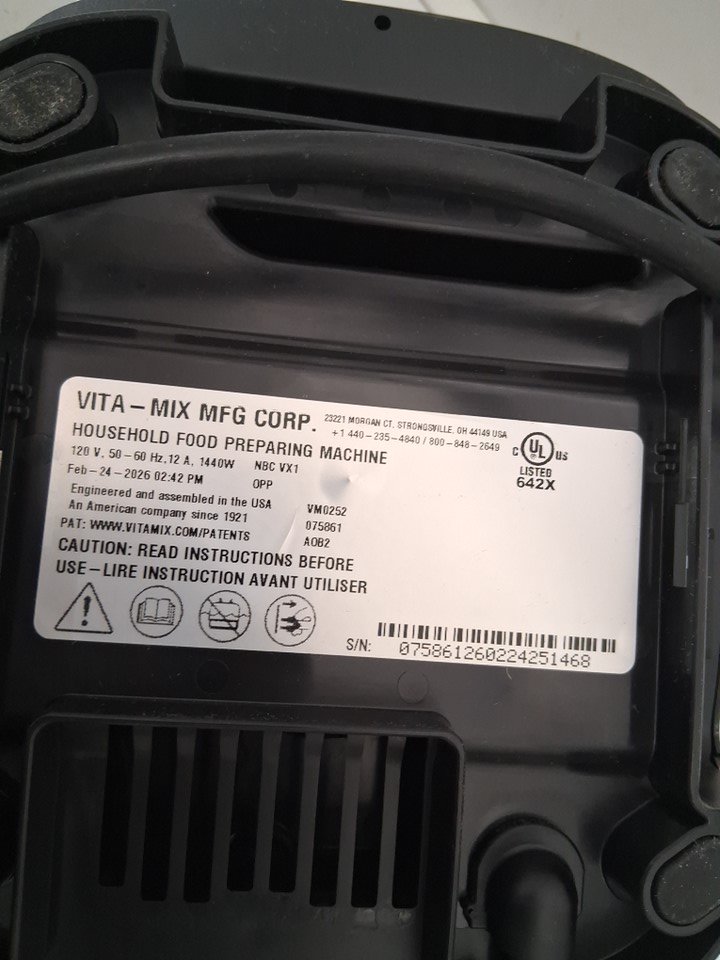 VITA-MIX MFG CORP.
23221 MORGAN CT. STRONGSVILLE, OH 44149 USA
+1 440-235-4840 / 800-848-2649
HOUSEHOLD FOOD PREPARING MACHINE
120 V, 50-60 Hz, 12 A, 1440W NBC VX1
Feb-24-2026 02:42 PM OPP
Engineered and assembled in the USA VM0252
An American company since 1921 075861
PAT: WWW.VITAMIX.COM/PATENTS AOB2
CAUTION: READ INSTRUCTIONS BEFORE
USE-LIRE INSTRUCTION AVANT UTILISER
C UL US
LISTED
642X
S/N: 075861260224251468